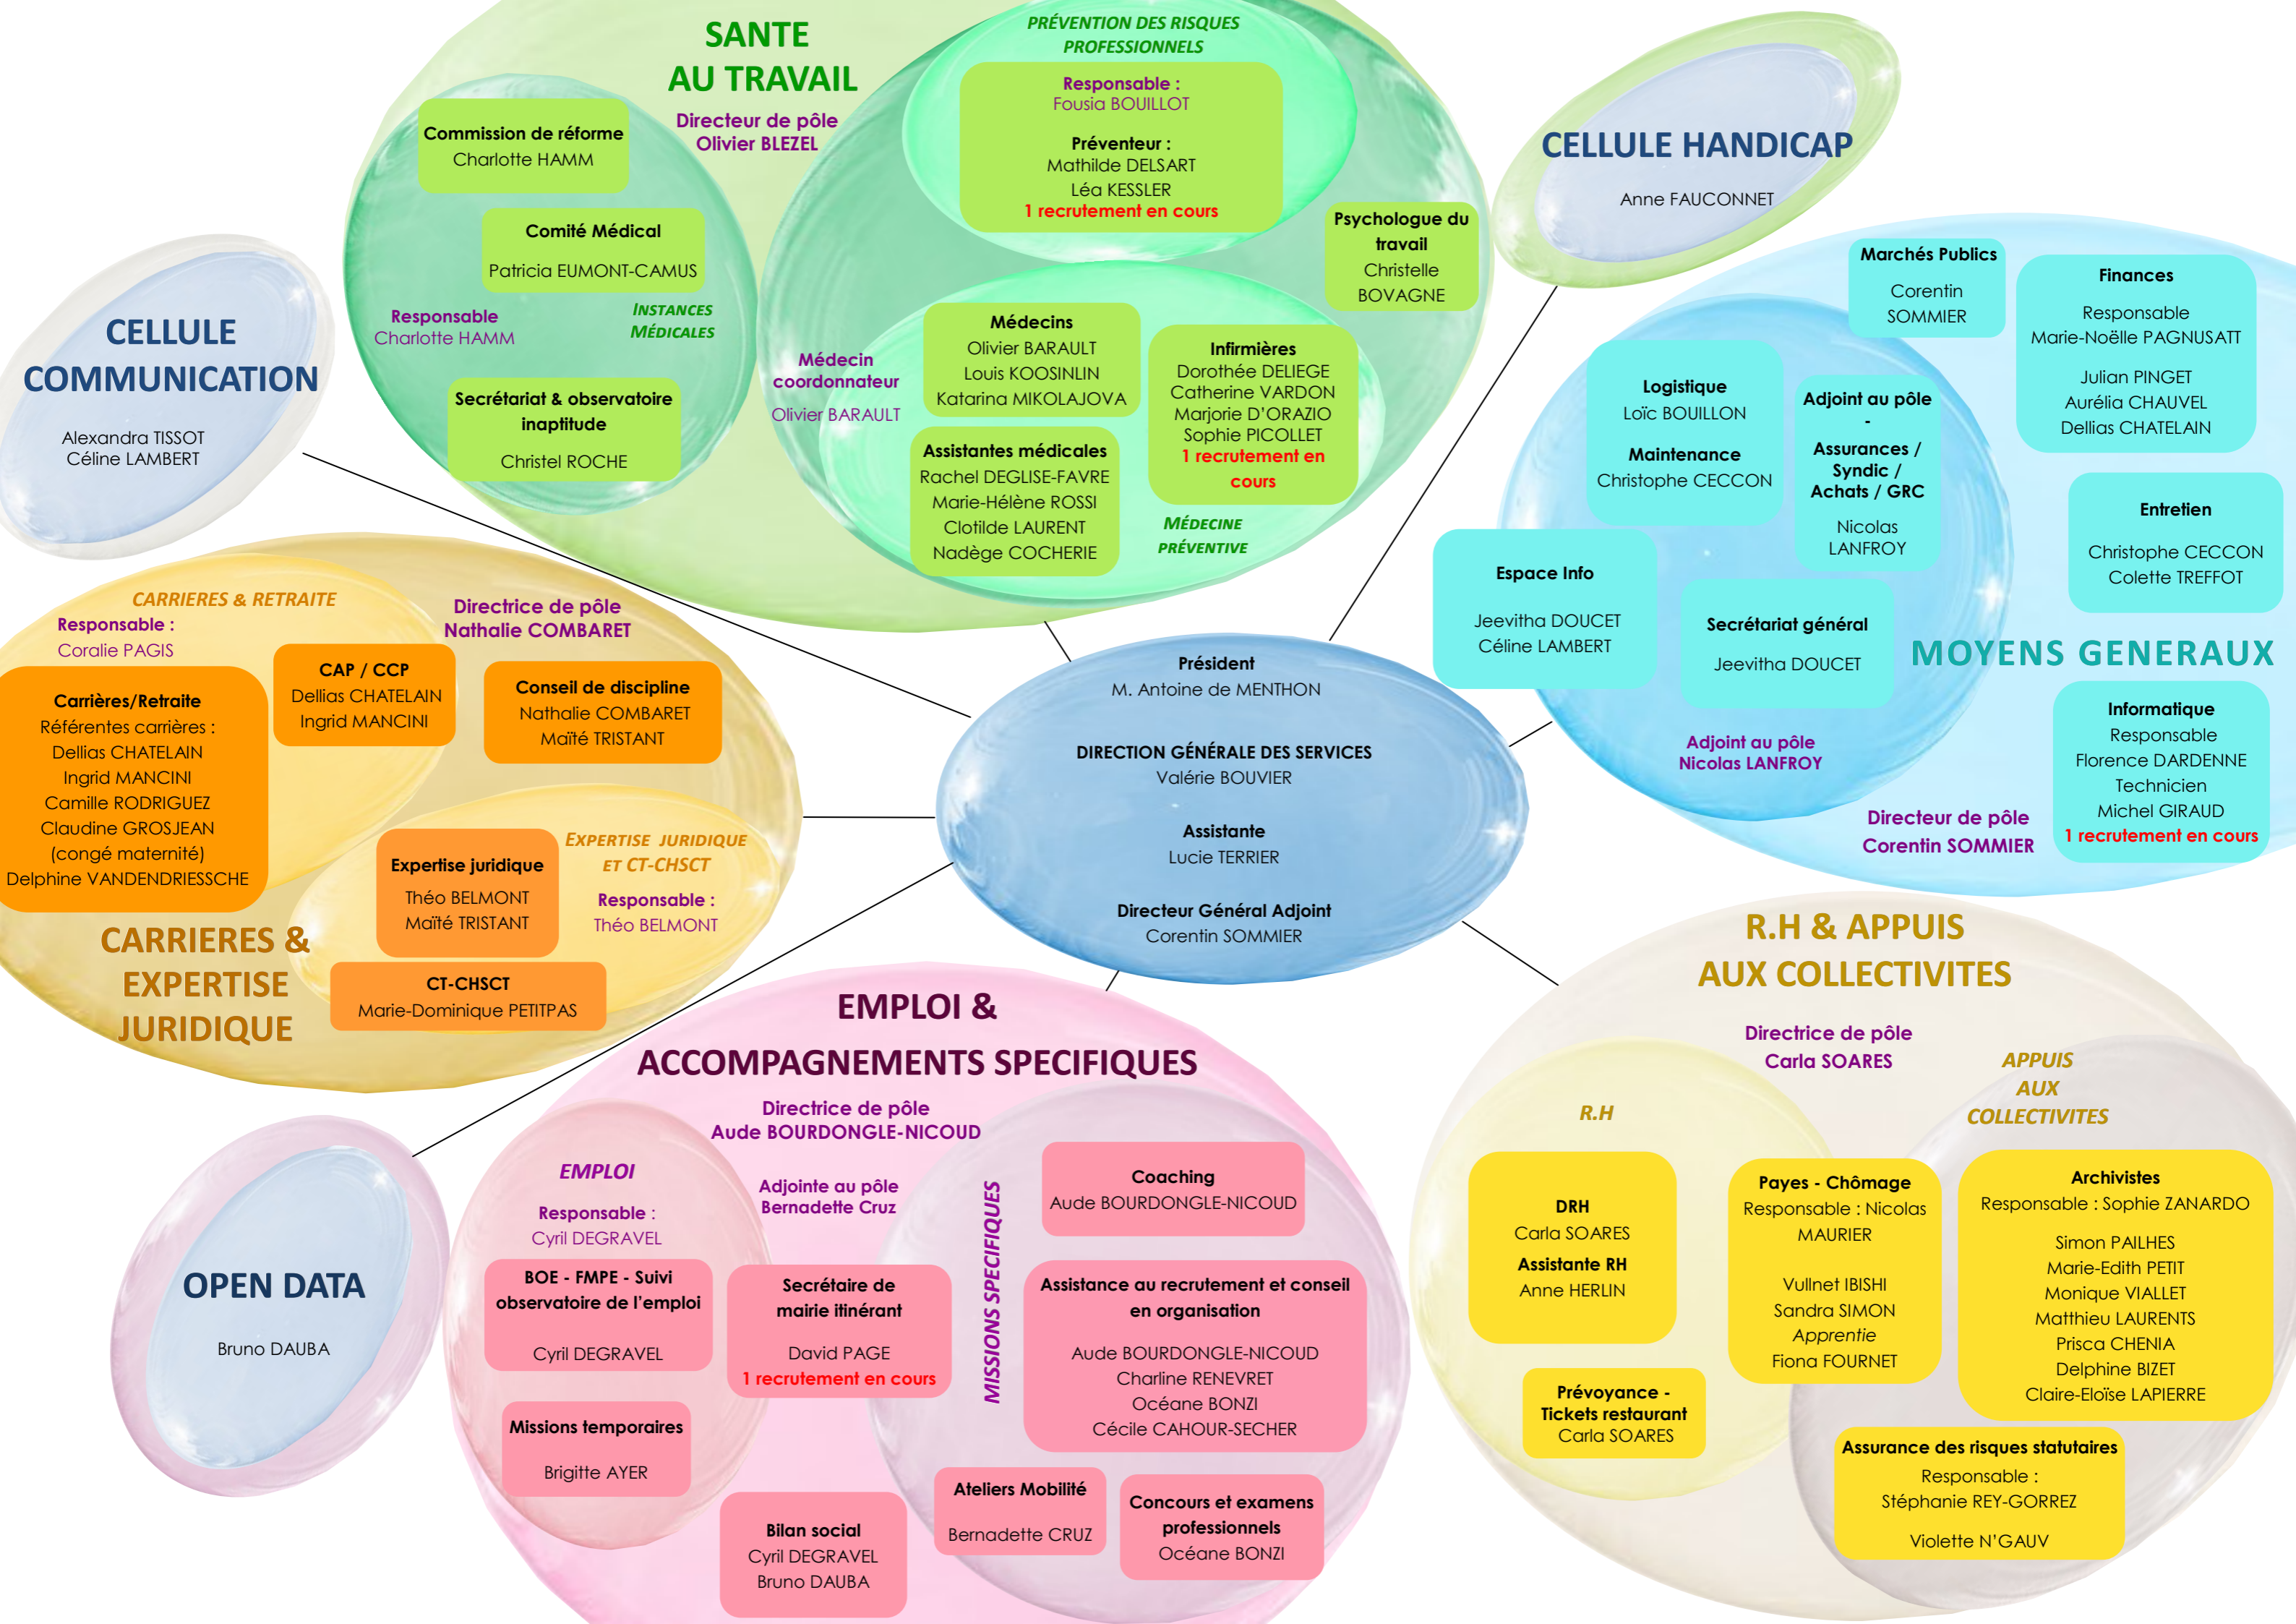 SANTE
AU TRAVAIL
Directeur de pôle
Olivier BLEZEL
Commission de réforme
Charlotte HAMM
Comité Médical
Patricia EUMONT-CAMUS
INSTANCES
MÉDICALES
Responsable
Charlotte HAMM
Secrétariat & observatoire
inaptitude
Christel ROCHE
PRÉVENTION DES RISQUES
PROFESSIONNELS
Responsable :
Fousia BOUILLOT
Préventeur :
Mathilde DELSART
Léa KESSLER
1 recrutement en cours
Psychologue du
travail
Christelle
BOVAGNE
Médecin
coordonnateur
Olivier BARAULT
Médecins
Olivier BARAULT
Louis KOOSINLIN
Katarina MIKOLAJOVA
Infirmières
Dorothée DELIEGE
Catherine VARDON
Marjorie D'ORAZIO
Sophie PICOLLET
1 recrutement en
cours
Assistantes médicales
Rachel DEGLISE-FAVRE
Marie-Hélène ROSSI
Clotilde LAURENT
Nadège COCHERIE
MÉDECINE
PRÉVENTIVE
CELLULE HANDICAP
Anne FAUCONNET
CELLULE
COMMUNICATION
Alexandra TISSOT
Céline LAMBERT
Marchés Publics
Corentin
SOMMIER
Finances
Responsable
Marie-Noëlle PAGNUSATT
Julian PINGET
Aurélia CHAUVEL
Dellias CHATELAIN
Logistique
Loïc BOUILLON
Maintenance
Christophe CECCON
Adjoint au pôle
-
Assurances /
Syndic /
Achats / GRC
Nicolas
LANFROY
Entretien
Christophe CECCON
Colette TREFFOT
Espace Info
Jeevitha DOUCET
Céline LAMBERT
Secrétariat général
Jeevitha DOUCET
MOYENS GENERAUX
Adjoint au pôle
Nicolas LANFROY
Informatique
Responsable
Florence DARDENNE
Technicien
Michel GIRAUD
1 recrutement en cours
Directeur de pôle
Corentin SOMMIER
CARRIERES & RETRAITE
Responsable :
Coralie PAGIS
Directrice de pôle
Nathalie COMBARET
Carrières/Retraite
Référentes carrières :
Dellias CHATELAIN
Ingrid MANCINI
Camille RODRIGUEZ
Claudine GROSJEAN
(congé maternité)
Delphine VANDENDRIESSCHE
CAP / CCP
Dellias CHATELAIN
Ingrid MANCINI
Conseil de discipline
Nathalie COMBARET
Maïté TRISTANT
Expertise juridique
Théo BELMONT
Maïté TRISTANT
EXPERTISE JURIDIQUE
ET CT-CHSCT
Responsable :
Théo BELMONT
CT-CHSCT
Marie-Dominique PETITPAS
CARRIERES &
EXPERTISE
JURIDIQUE
Président
M. Antoine de MENTHON
DIRECTION GÉNÉRALE DES SERVICES
Valérie BOUVIER
Assistante
Lucie TERRIER
Directeur Général Adjoint
Corentin SOMMIER
OPEN DATA
Bruno DAUBA
EMPLOI &
ACCOMPAGNEMENTS SPECIFIQUES
Directrice de pôle
Aude BOURDONGLE-NICOUD
Adjointe au pôle
Bernadette Cruz
EMPLOI
Responsable :
Cyril DEGRAVEL
BOE - FMPE - Suivi
observatoire de l'emploi
Cyril DEGRAVEL
Missions temporaires
Brigitte AYER
Secrétaire de
mairie itinérant
David PAGE
1 recrutement en cours
Bilan social
Cyril DEGRAVEL
Bruno DAUBA
MISSIONS SPECIFIQUES
Coaching
Aude BOURDONGLE-NICOUD
Assistance au recrutement et conseil
en organisation
Aude BOURDONGLE-NICOUD
Charline RENEVRET
Océane BONZI
Cécile CAHOUR-SECHER
Ateliers Mobilité
Bernadette CRUZ
Concours et examens
professionnels
Océane BONZI
R.H & APPUIS
AUX COLLECTIVITES
Directrice de pôle
Carla SOARES
R.H
APPUIS
AUX
COLLECTIVITES
DRH
Carla SOARES
Assistante RH
Anne HERLIN
Prévoyance -
Tickets restaurant
Carla SOARES
Payes - Chômage
Responsable : Nicolas
MAURIER
Vullnet IBISHI
Sandra SIMON
Apprentie
Fiona FOURNET
Archivistes
Responsable : Sophie ZANARDO
Simon PAILHES
Marie-Edith PETIT
Monique VIALLET
Matthieu LAURENTS
Prisca CHENIA
Delphine BIZET
Claire-Eloïse LAPIERRE
Assurance des risques statutaires
Responsable :
Stéphanie REY-GORREZ
Violette N'GAUV